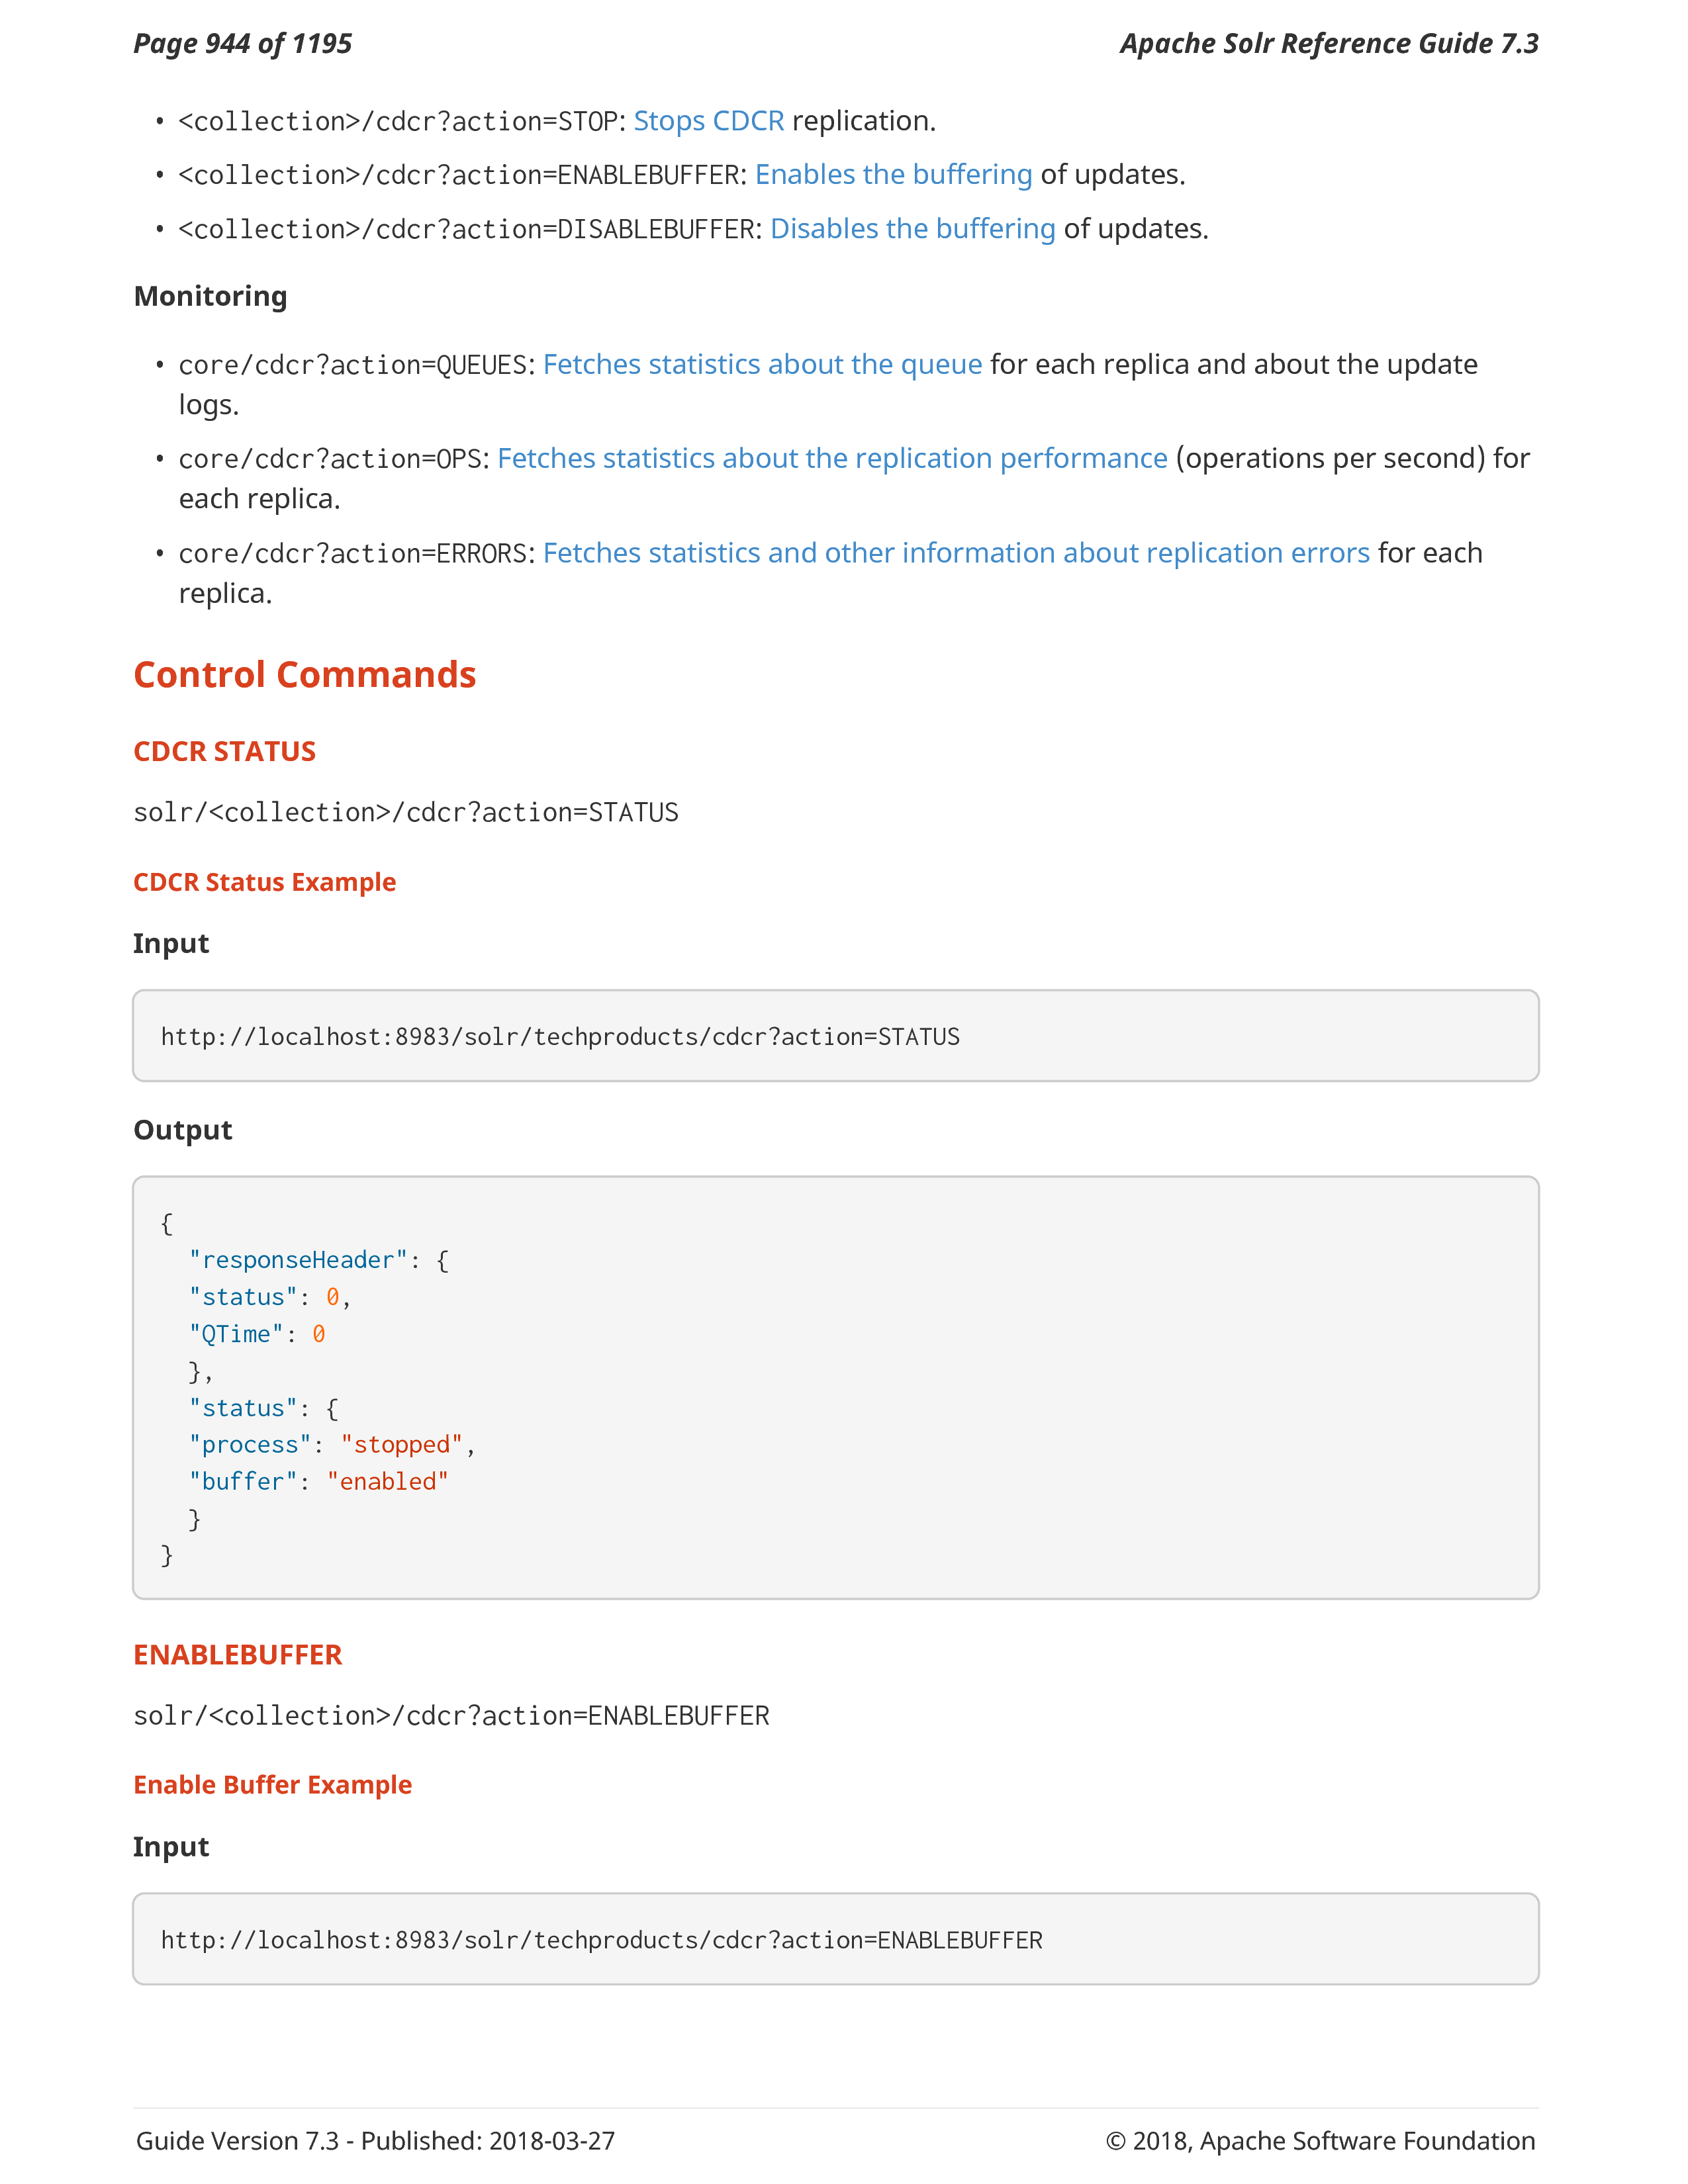 Page 944 of 1195
Apache Solr Reference Guide 7.3
• <collection>/cdcr?action=STOP: Stops CDCR replication.
• <collection>/cdcr?action=ENABLEBUFFER: Enables the buffering of updates.
• <collection>/cdcr?action=DISABLEBUFFER: Disables the buffering of updates.
Monitoring
• core/cdcr?action=QUEUES: Fetches statistics about the queue for each replica and about the update
logs.
• core/cdcr?action=OPS: Fetches statistics about the replication performance (operations per second) for
each replica.
• core/cdcr?action=ERRORS: Fetches statistics and other information about replication errors for each
replica.
Control Commands
CDCR STATUS
solr/<collection>/cdcr?action=STATUS
CDCR Status Example
Input
http://localhost:8983/solr/techproducts/cdcr?action=STATUS
Output
{
  "responseHeader": {
  "status": 0,
  "QTime": 0
  },
  "status": {
  "process": "stopped",
  "buffer": "enabled"
  }
}
ENABLEBUFFER
solr/<collection>/cdcr?action=ENABLEBUFFER
Enable Buffer Example
Input
http://localhost:8983/solr/techproducts/cdcr?action=ENABLEBUFFER
Guide Version 7.3 - Published: 2018-03-27
© 2018, Apache Software Foundation